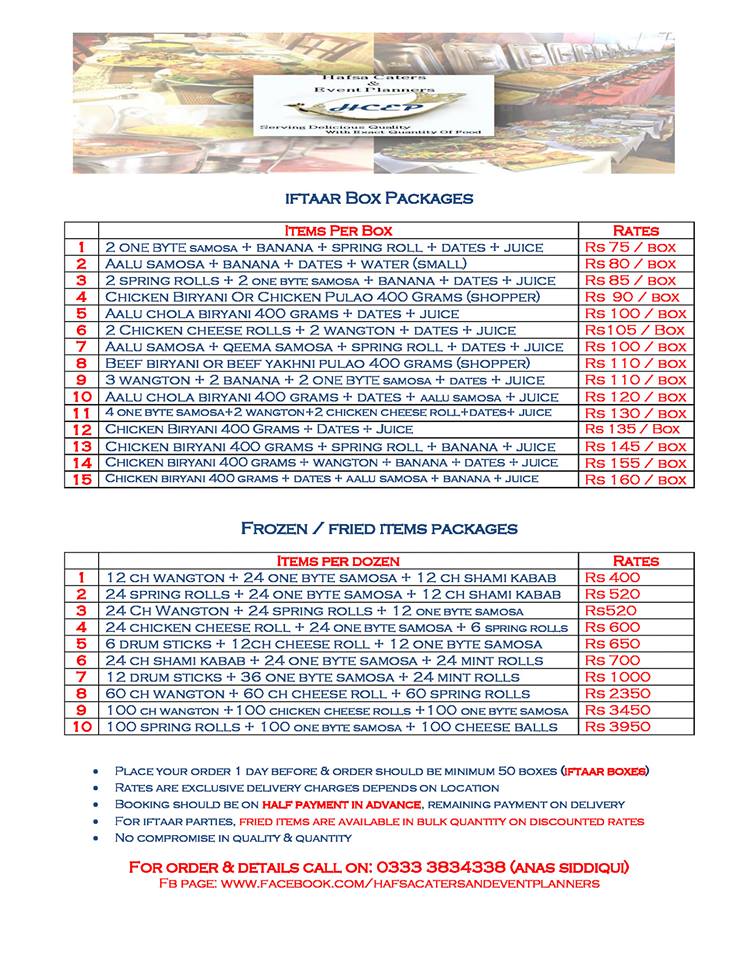 Hafsa Caters
&
Event Planners
HCEP
Serving Delicious Quality
With Exact Quantity Of Food
iftaar Box Packages
Items Per Box Rates
1 2 one byte samosa + banana + spring roll + dates + juice Rs 75 / box
2 Aalu samosa + banana + dates + water (small) Rs 80 / box
3 2 spring rolls + 2 one byte samosa + banana + dates + juice Rs 85 / box
4 Chicken Biryani Or Chicken Pulao 400 Grams (shopper) Rs 90 / box
5 Aalu chola biryani 400 grams + dates + juice Rs 100 / box
6 2 Chicken cheese rolls + 2 wangton + dates + juice Rs105 / Box
7 Aalu samosa + qeema samosa + spring roll + dates + juice Rs 100 / box
8 Beef biryani or beef yakhni pulao 400 grams (shopper) Rs 110 / box
9 3 wangton + 2 banana + 2 one byte samosa + dates + juice Rs 110 / box
10 Aalu chola biryani 400 grams + dates + aalu samosa + juice Rs 120 / box
11 4 one byte samosa+2 wangton+2 chicken cheese roll+dates+ juice Rs 130 / box
12 Chicken Biryani 400 Grams + Dates + Juice Rs 135 / Box
13 Chicken biryani 400 grams + spring roll + banana + juice Rs 145 / box
14 Chicken biryani 400 grams + wangton + banana + dates + juice Rs 155 / box
15 Chicken biryani 400 grams + dates + aalu samosa + banana + juice Rs 160 / box
Frozen / fried items packages
Items per dozen Rates
1 12 ch wangton + 24 one byte samosa + 12 ch shami kabab Rs 400
2 24 spring rolls + 24 one byte samosa + 12 ch shami kabab Rs 520
3 24 Ch Wangton + 24 spring rolls + 12 one byte samosa Rs520
4 24 chicken cheese roll + 24 one byte samosa + 6 spring rolls Rs 600
5 6 drum sticks + 12ch cheese roll + 12 one byte samosa Rs 650
6 24 ch shami kabab + 24 one byte samosa + 24 mint rolls Rs 700
7 12 drum sticks + 36 one byte samosa + 24 mint rolls Rs 1000
8 60 ch wangton + 60 ch cheese roll + 60 spring rolls Rs 2350
9 100 ch wangton +100 chicken cheese rolls +100 one byte samosa Rs 3450
10 100 spring rolls + 100 one byte samosa + 100 cheese balls Rs 3950
• Place your order 1 day before & order should be minimum 50 boxes (iftaar boxes)
• Rates are exclusive delivery charges depends on location
• Booking should be on half payment in advance, remaining payment on delivery
• For iftaar parties, fried items are available in bulk quantity on discounted rates
• No compromise in quality & quantity
For order & details call on: 0333 3834338 (anas siddiqui)
Fb page: www.facebook.com/hafsacatersandeventplanners